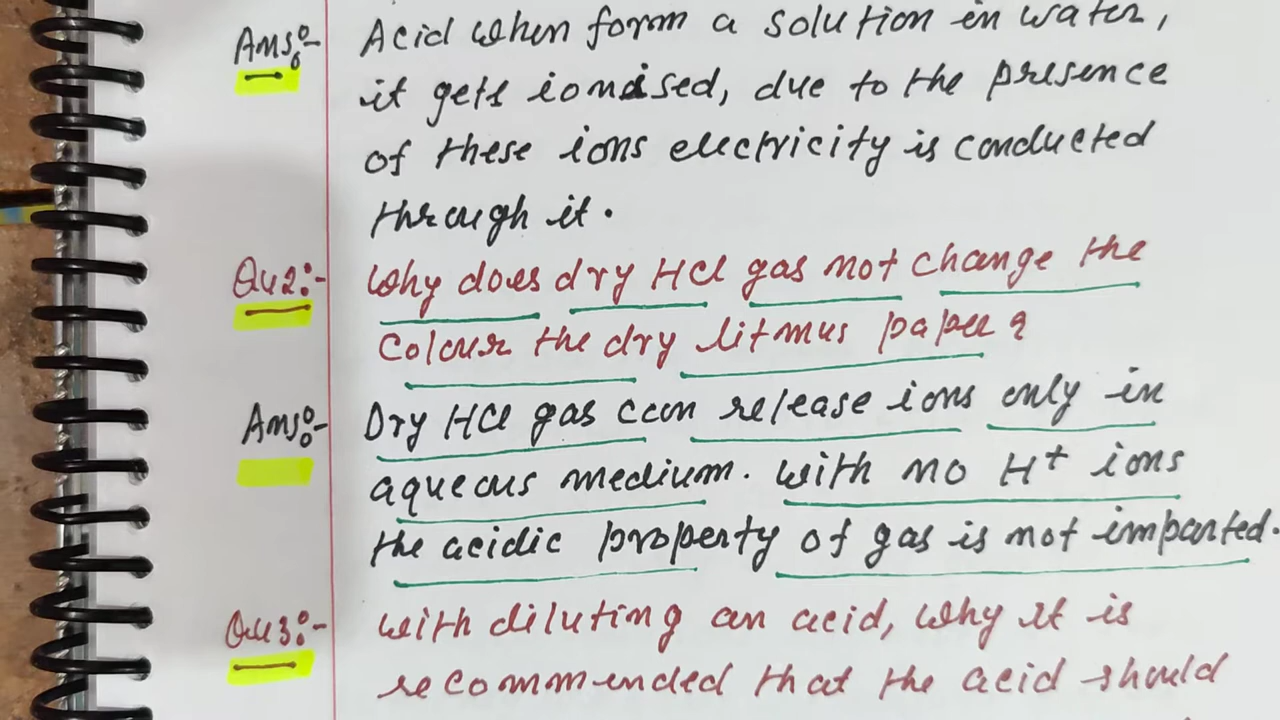 Ans:- Acid when form a solution in water,
it gets ionised, due to the presence
of these ions electricity is conducted
through it.
Qu2:- Why does dry HCl gas not change the
colour the dry litmus paper?
Ans:- Dry HCl gas can release ions only in
aqueous medium. With no H+ ions
the acidic property of gas is not imparted.
Qu3:- With diluting an acid, why it is
recommended that the acid should